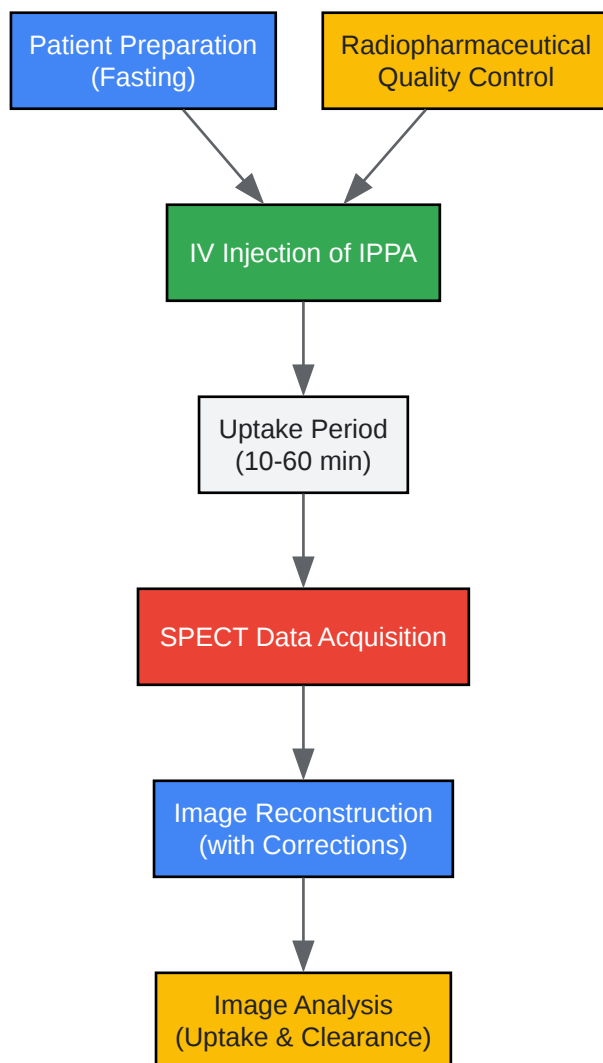 Patient Preparation
(Fasting)
Radiopharmaceutical
Quality Control
IV Injection of IPPA
Uptake Period
(10-60 min)
SPECT Data Acquisition
Image Reconstruction
(with Corrections)
Image Analysis
(Uptake & Clearance)